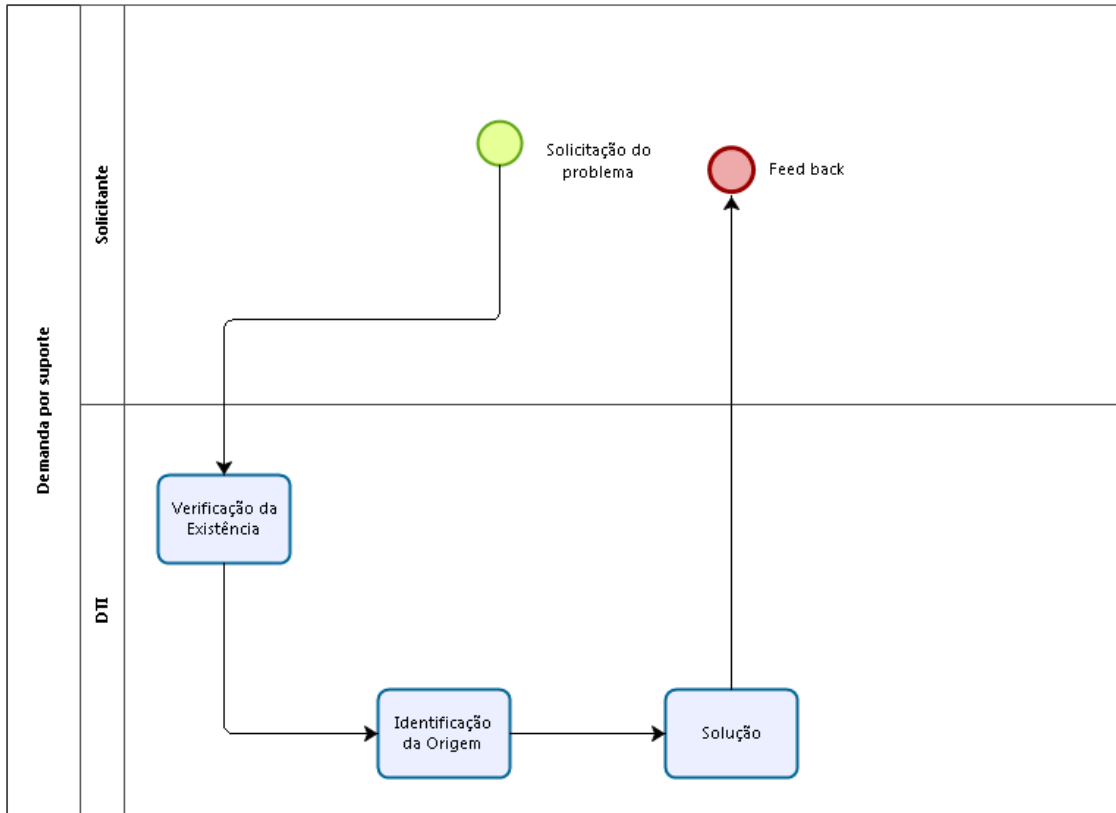 Demanda por suporte
Solicitante
Solicitação do
problema
Feed back
DTI
Verificação da
Existência
Identificação
da Origem
Solução